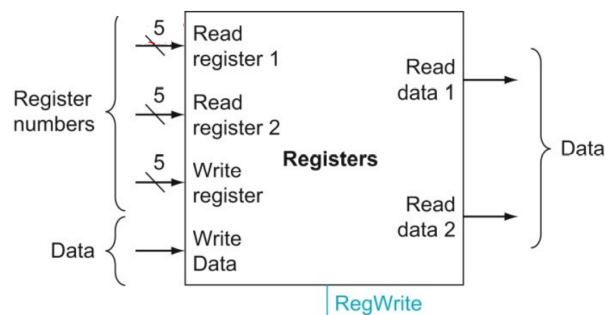 5
Read
register 1
5
Read
register 2
5
Write
register
Write
Data
Register
numbers
Data
Registers
Read
data 1
Read
data 2
Data
RegWrite